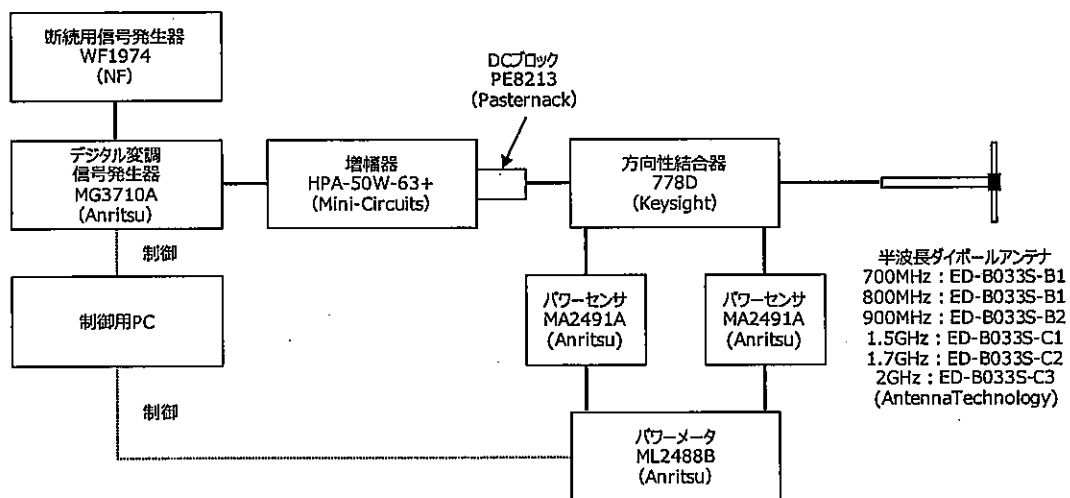 断続用信号発生器
WF1974
(NF)
DCブロック
PE8213
(Pasternack)
デジタル変調
信号発生器
MG3710A
(Anritsu)
増幅器
HPA-50W-63+
(Mini-Circuits)
方向性結合器
778D
(Keysight)
制御
制御用PC
パワーセンサ
MA2491A
(Anritsu)
パワーセンサ
MA2491A
(Anritsu)
半波長ダイポールアンテナ
700MHz : ED-B033S-B1
800MHz : ED-B033S-B1
900MHz : ED-B033S-B2
1.5GHz : ED-B033S-C1
1.7GHz : ED-B033S-C2
2GHz : ED-B033S-C3
(AntennaTechnology)
制御
パワーメータ
ML2488B
(Anritsu)